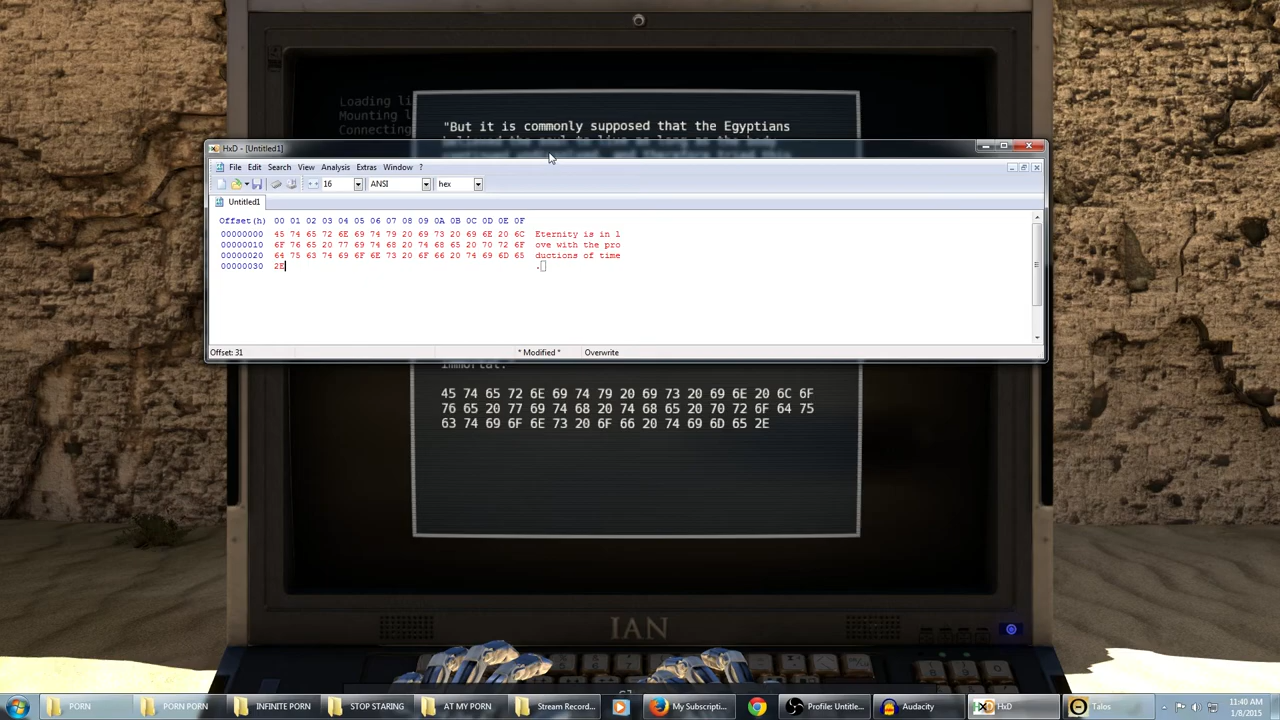 Loading li
Mounting l
Connecting
"But it is commonly supposed that the Egyptians
HxD - [Untitled1]
File Edit Search View Analysis Extras Window ?
16 ANSI hex
Untitled1
Offset(h) 00 01 02 03 04 05 06 07 08 09 0A 0B 0C 0D 0E 0F
00000000 45 74 65 72 6E 69 74 79 20 69 73 20 69 6E 20 6C Eternity is in l
00000010 6F 76 65 20 77 69 74 68 20 74 68 65 20 70 72 6F ove with the pro
00000020 64 75 63 74 69 6F 6E 73 20 6F 66 20 74 69 6D 65 ductions of time
00000030 2E .
Offset: 31 * Modified * Overwrite
immortal.
45 74 65 72 6E 69 74 79 20 69 73 20 69 6E 20 6C 6F
76 65 20 77 69 74 68 20 74 68 65 20 70 72 6F 64 75
63 74 69 6F 6E 73 20 6F 66 20 74 69 6D 65 2E
IAN
PORN PORN PORN INFINITE PORN STOP STARING AT MY PORN Stream Record... My Subscripti... Profile: Untitle... Audacity HxD Talos 11:40 AM
1/8/2015